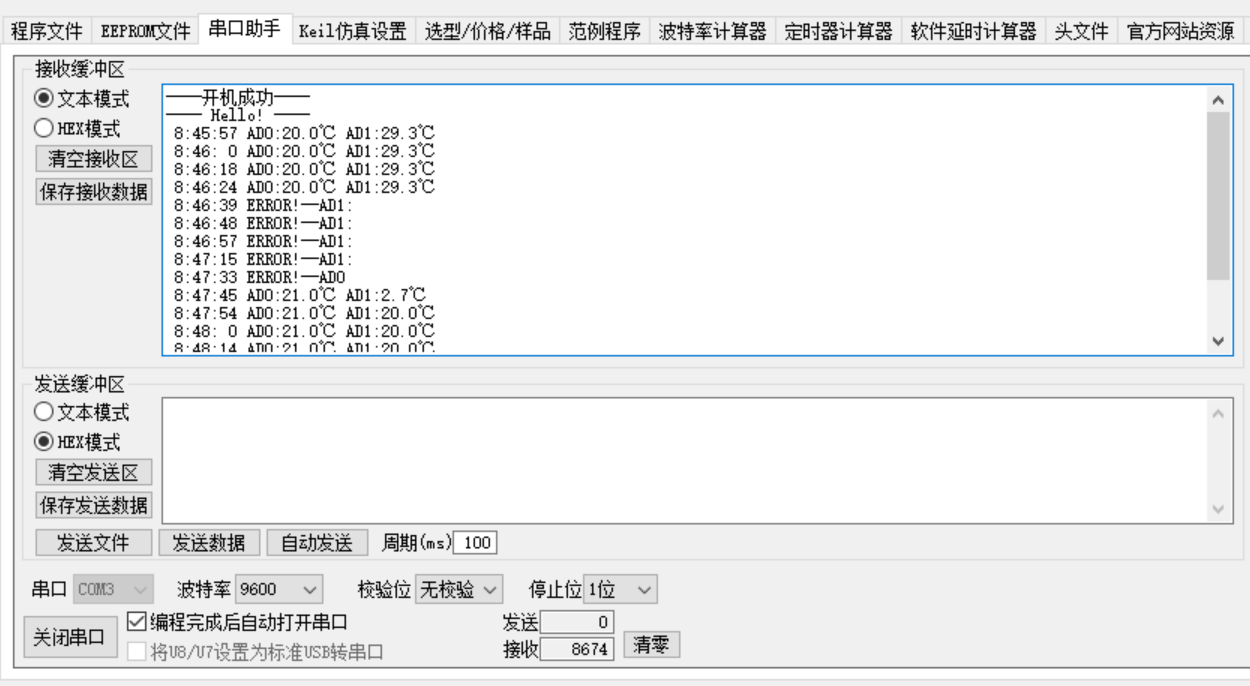 程序文件 EEPROM文件 串口助手 Keil仿真设置 选型/价格/样品 范例程序 波特率计算器 定时器计算器 软件延时计算器 头文件 官方网站资源
接收缓冲区
文本模式
HEX模式
清空接收区
保存接收数据
——开机成功——
—— Hello! ——
8:45:57 AD0:20.0℃ AD1:29.3℃
8:46: 0 AD0:20.0℃ AD1:29.3℃
8:46:18 AD0:20.0℃ AD1:29.3℃
8:46:24 AD0:20.0℃ AD1:29.3℃
8:46:39 ERROR!—AD1:
8:46:48 ERROR!—AD1:
8:46:57 ERROR!—AD1:
8:47:15 ERROR!—AD1:
8:47:33 ERROR!—AD0
8:47:45 AD0:21.0℃ AD1:2.7℃
8:47:54 AD0:21.0℃ AD1:20.0℃
8:48: 0 AD0:21.0℃ AD1:20.0℃
8:48:14 AD0:21.0℃ AD1:20.0℃
发送缓冲区
文本模式
HEX模式
清空发送区
保存发送数据
发送文件 发送数据 自动发送 周期(ms) 100
串口 COM3 波特率 9600 校验位 无校验 停止位 1位
关闭串口
编程完成后自动打开串口 发送 0
将U8/U7设置为标准USB转串口 接收 8674 清零